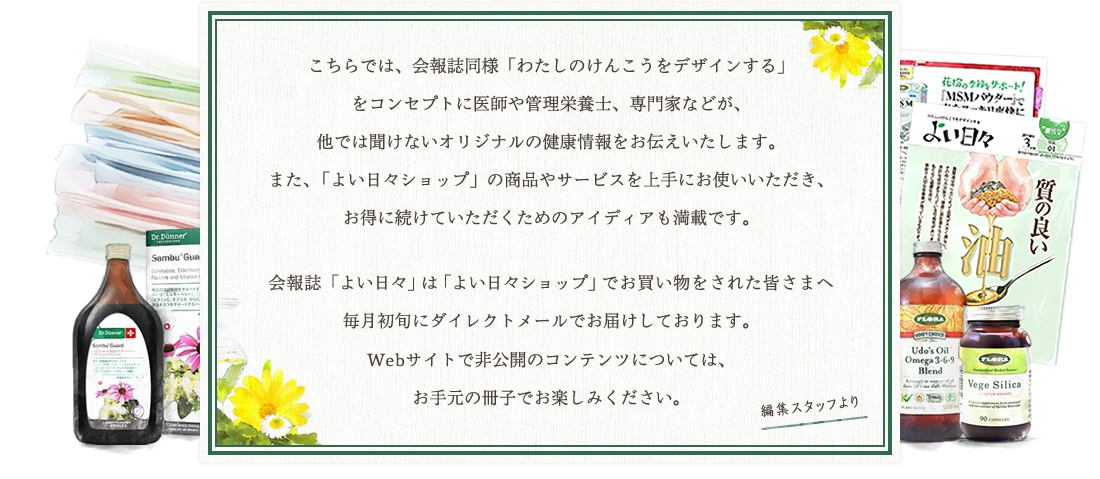 こちらでは、会報誌同様「わたしのけんこうをデザインする」
をコンセプトに医師や管理栄養士、専門家などが、
他では聞けないオリジナルの健康情報をお伝えいたします。
また、「よい日々ショップ」の商品やサービスを上手にお使いいただき、
お得に続けていただくためのアイディアも満載です。
会報誌「よい日々」は「よい日々ショップ」でお買い物をされた皆さまへ
毎月初旬にダイレクトメールでお届けしております。
Webサイトで非公開のコンテンツについては、
お手元の冊子でお楽しみください。
編集スタッフより
Dr.Dünner
Sambu Gua
Echinacea, Elderberry
Dr.Dünner
Sambu Guard
「MSMパウダー」で
よい日々
3
01
質の良い
油
FLORA
UDO'S CHOICE
Udo's Oil
Omega 3·6·9
Blend
FLORA
Vege Silica
90 CAPSULES